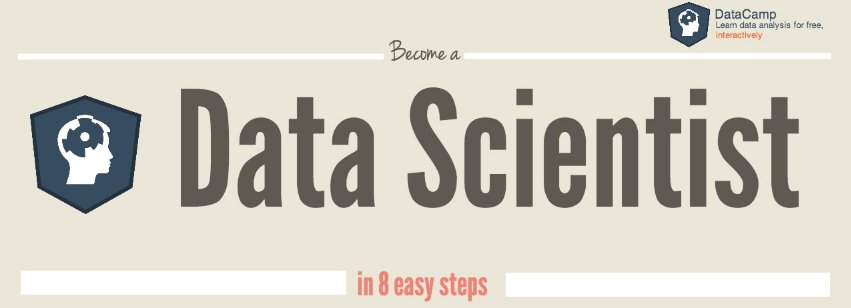 DataCamp
Learn data analysis for free,
interactively
Become a
Data Scientist
in 8 easy steps